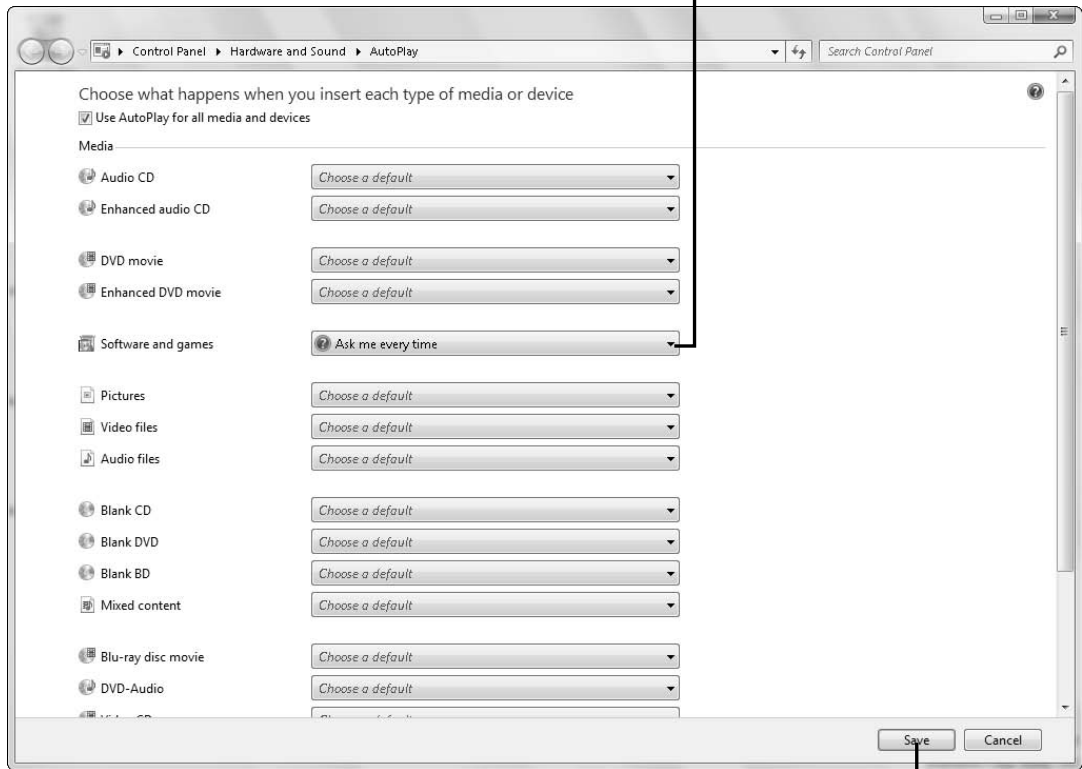 Control Panel ▸ Hardware and Sound ▸ AutoPlay Search Control Panel
Choose what happens when you insert each type of media or device
Use AutoPlay for all media and devices
Media
Audio CD Choose a default
Enhanced audio CD Choose a default
DVD movie Choose a default
Enhanced DVD movie Choose a default
Software and games Ask me every time
Pictures Choose a default
Video files Choose a default
Audio files Choose a default
Blank CD Choose a default
Blank DVD Choose a default
Blank BD Choose a default
Mixed content Choose a default
Blu-ray disc movie Choose a default
DVD-Audio Choose a default
Save Cancel